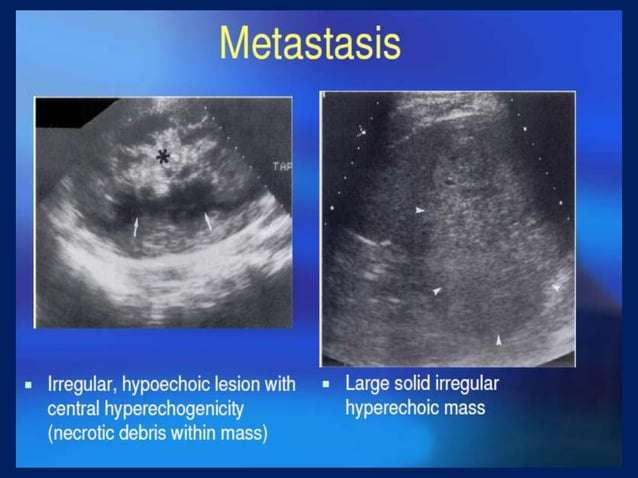 Metastasis
*
TAP
▪ Irregular, hypoechoic lesion with
central hyperechogenicity
(necrotic debris within mass)
▪ Large solid irregular
hyperechoic mass